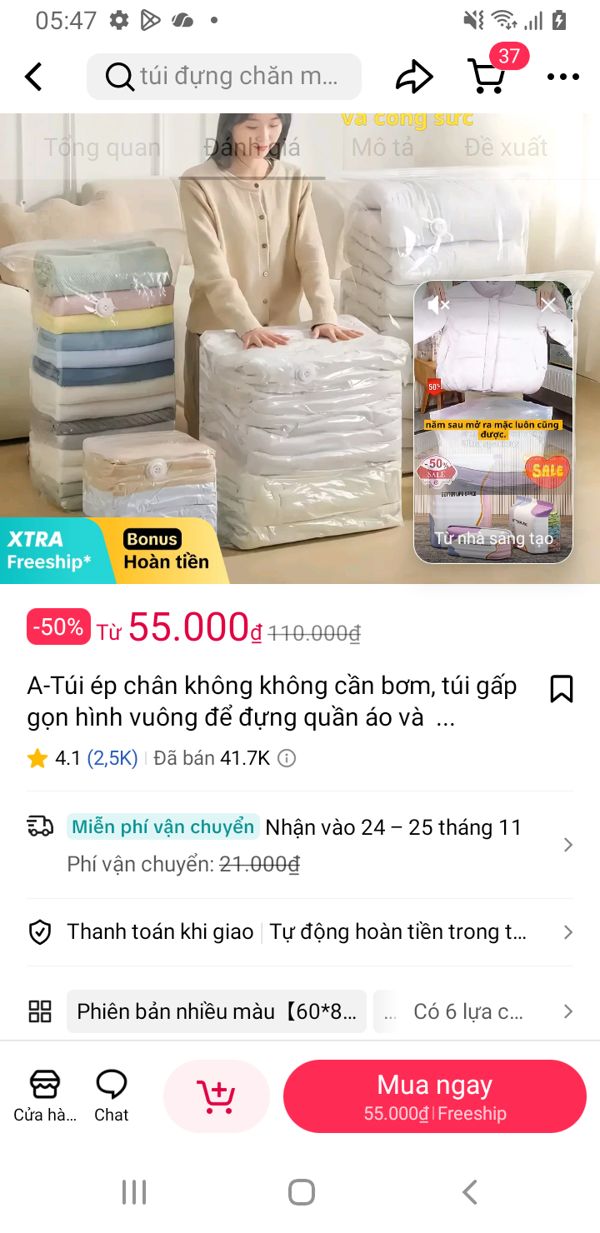 05:47
37
túi đựng chăn m...
và công sức
Tổng quan
Đánh giá
Mô tả
Đề xuất
50%
năm sau mở ra mặc luôn cũng
được.
-50%
SALE
SALE
Từ nhà sáng tạo
XTRA
Freeship*
Bonus
Hoàn tiền
-50% Từ 55.000₫ 110.000₫
A-Túi ép chân không không cần bơm, túi gấp
gọn hình vuông để đựng quần áo và ...
4.1 (2,5K) Đã bán 41.7K
Miễn phí vận chuyển Nhận vào 24 – 25 tháng 11
Phí vận chuyển: 21.000₫
Thanh toán khi giao Tự động hoàn tiền trong t...
Phiên bản nhiều màu【60*8... ... Có 6 lựa c...
Cửa hà...
Chat
Mua ngay
55.000₫ Freeship